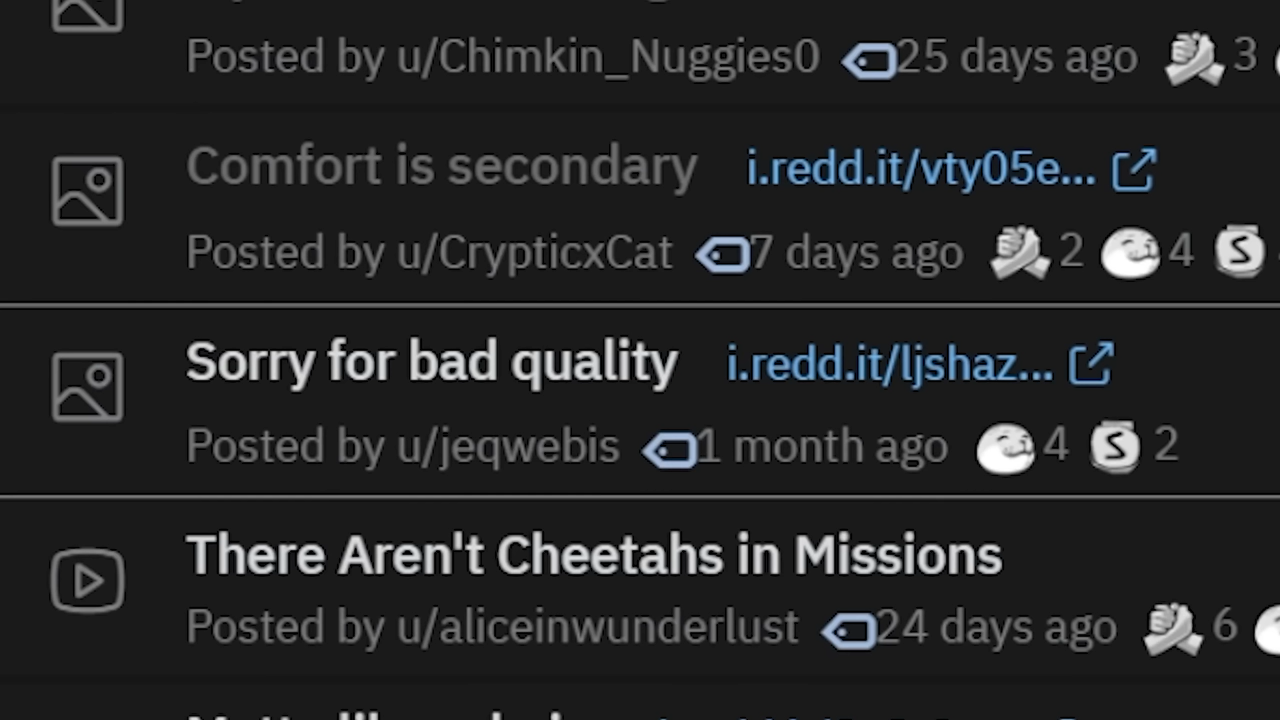 Posted by u/Chimkin_Nuggies0 25 days ago 3
Comfort is secondary i.redd.it/vty05e...
Posted by u/CrypticxCat 7 days ago 2 4 S
Sorry for bad quality i.redd.it/ljshaz...
Posted by u/jeqwebis 1 month ago 4 S 2
There Aren't Cheetahs in Missions
Posted by u/aliceinwunderlust 24 days ago 6